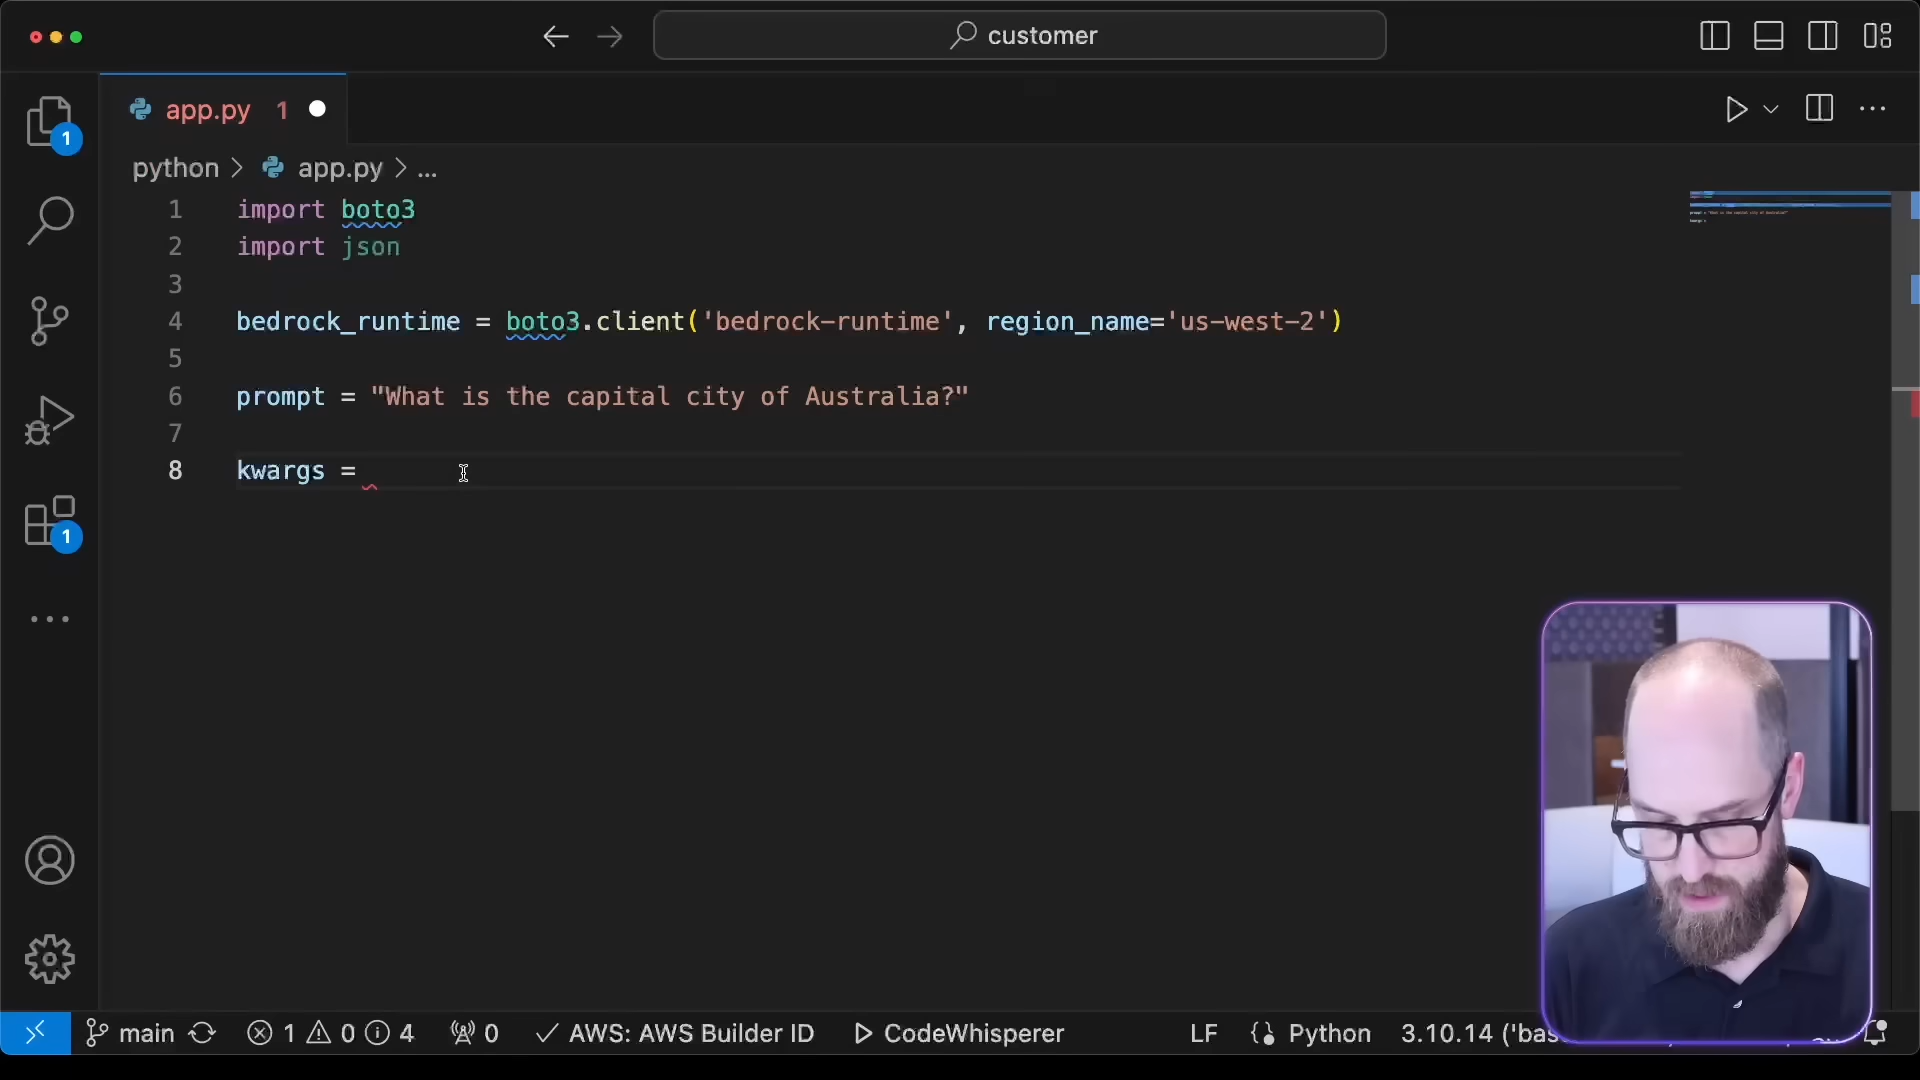 customer
1
app.py 1
python > app.py > ...
1 import boto3
2 import json
3
4 bedrock_runtime = boto3.client('bedrock-runtime', region_name='us-west-2')
5
6 prompt = "What is the capital city of Australia?"
7
8 kwargs =
1
main 1 0 4 0 AWS: AWS Builder ID CodeWhisperer LF Python 3.10.14 ('bas